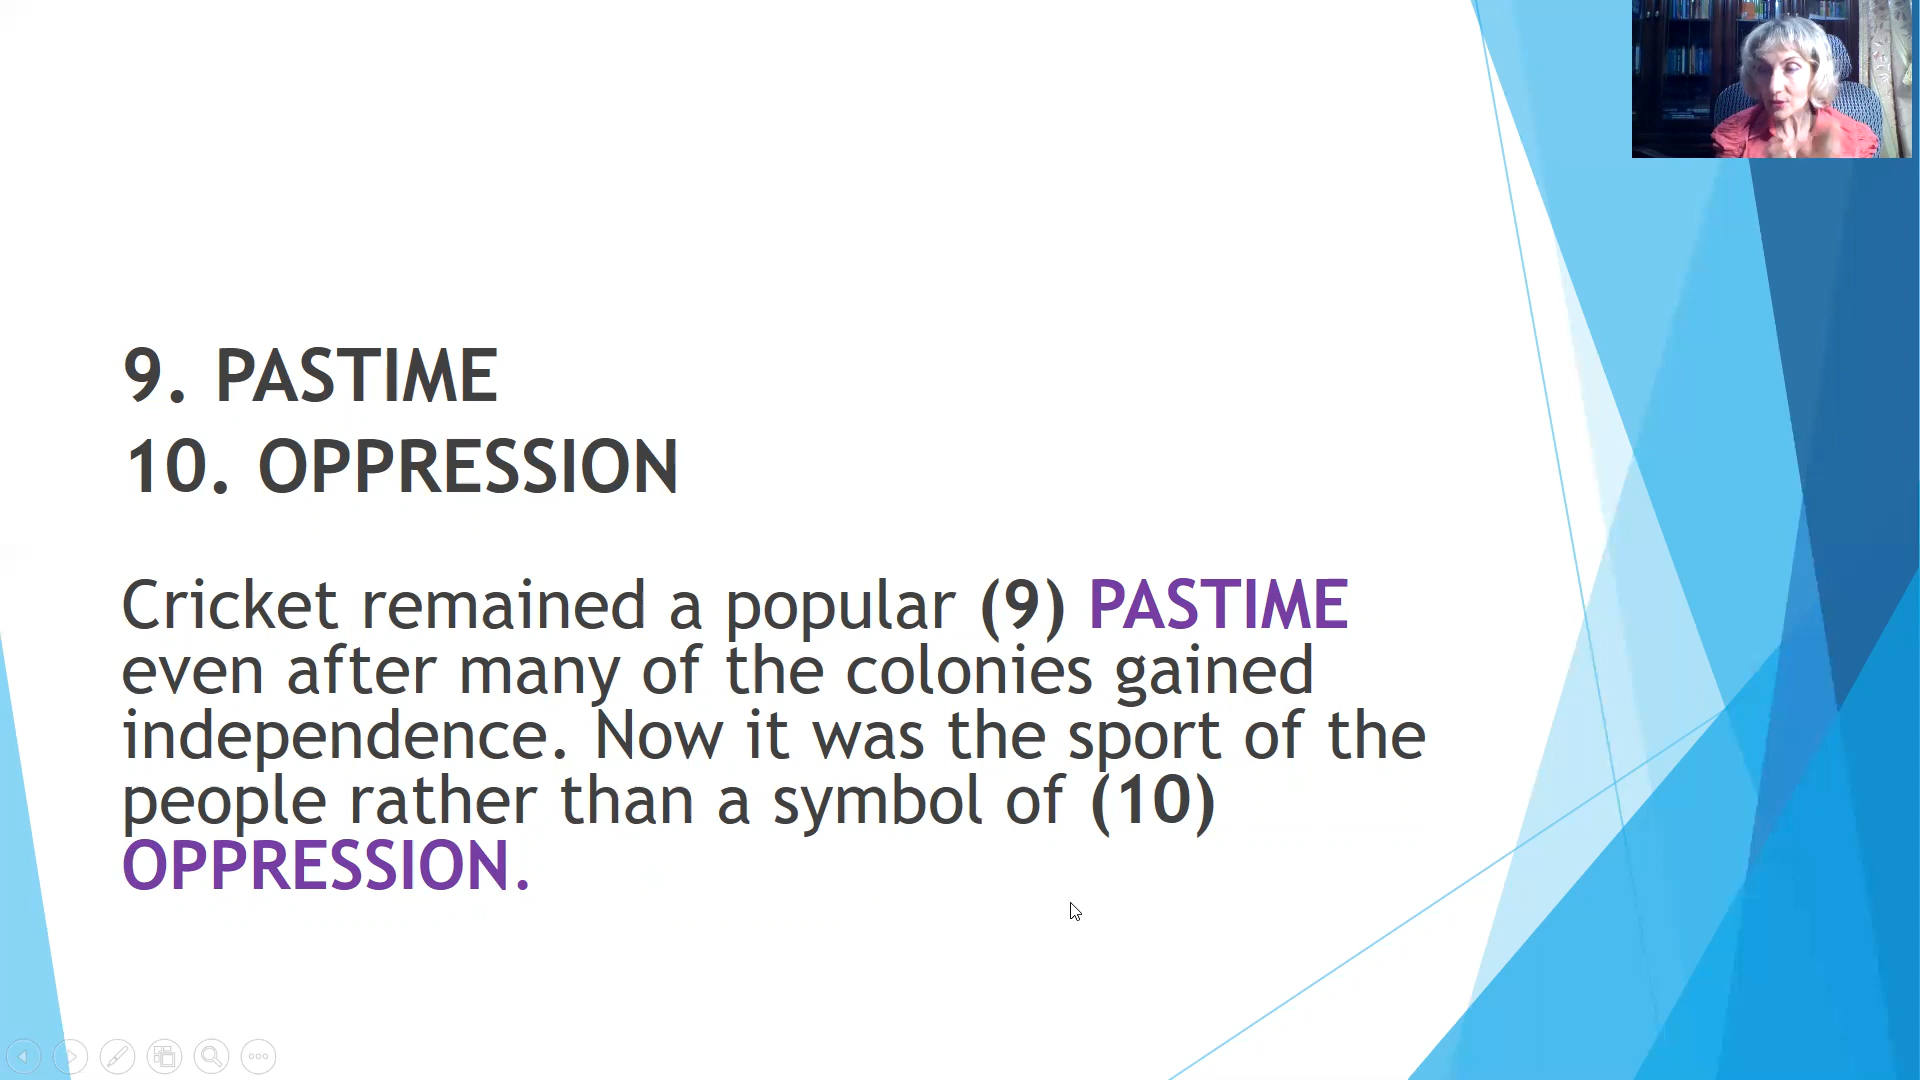 9. PASTIME
10. OPPRESSION
Cricket remained a popular (9) PASTIME
even after many of the colonies gained
independence. Now it was the sport of the
people rather than a symbol of (10)
OPPRESSION.